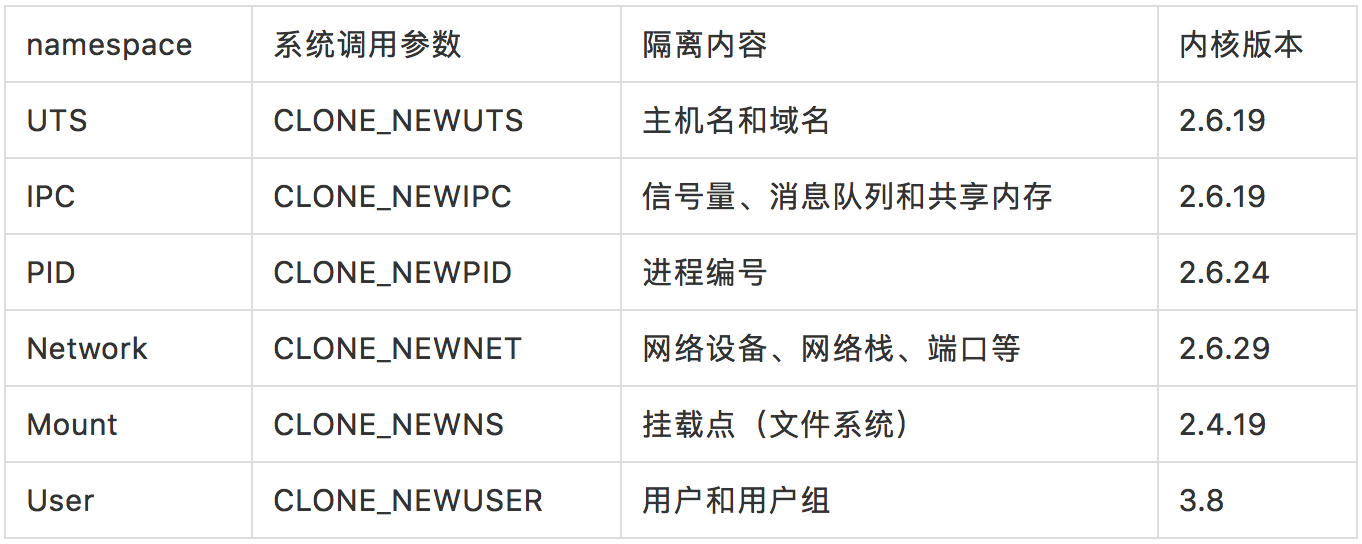 namespace 系统调用参数 隔离内容 内核版本
UTS CLONE_NEWUTS 主机名和域名 2.6.19
IPC CLONE_NEWIPC 信号量、消息队列和共享内存 2.6.19
PID CLONE_NEWPID 进程编号 2.6.24
Network CLONE_NEWNET 网络设备、网络栈、端口等 2.6.29
Mount CLONE_NEWNS 挂载点（文件系统） 2.4.19
User CLONE_NEWUSER 用户和用户组 3.8